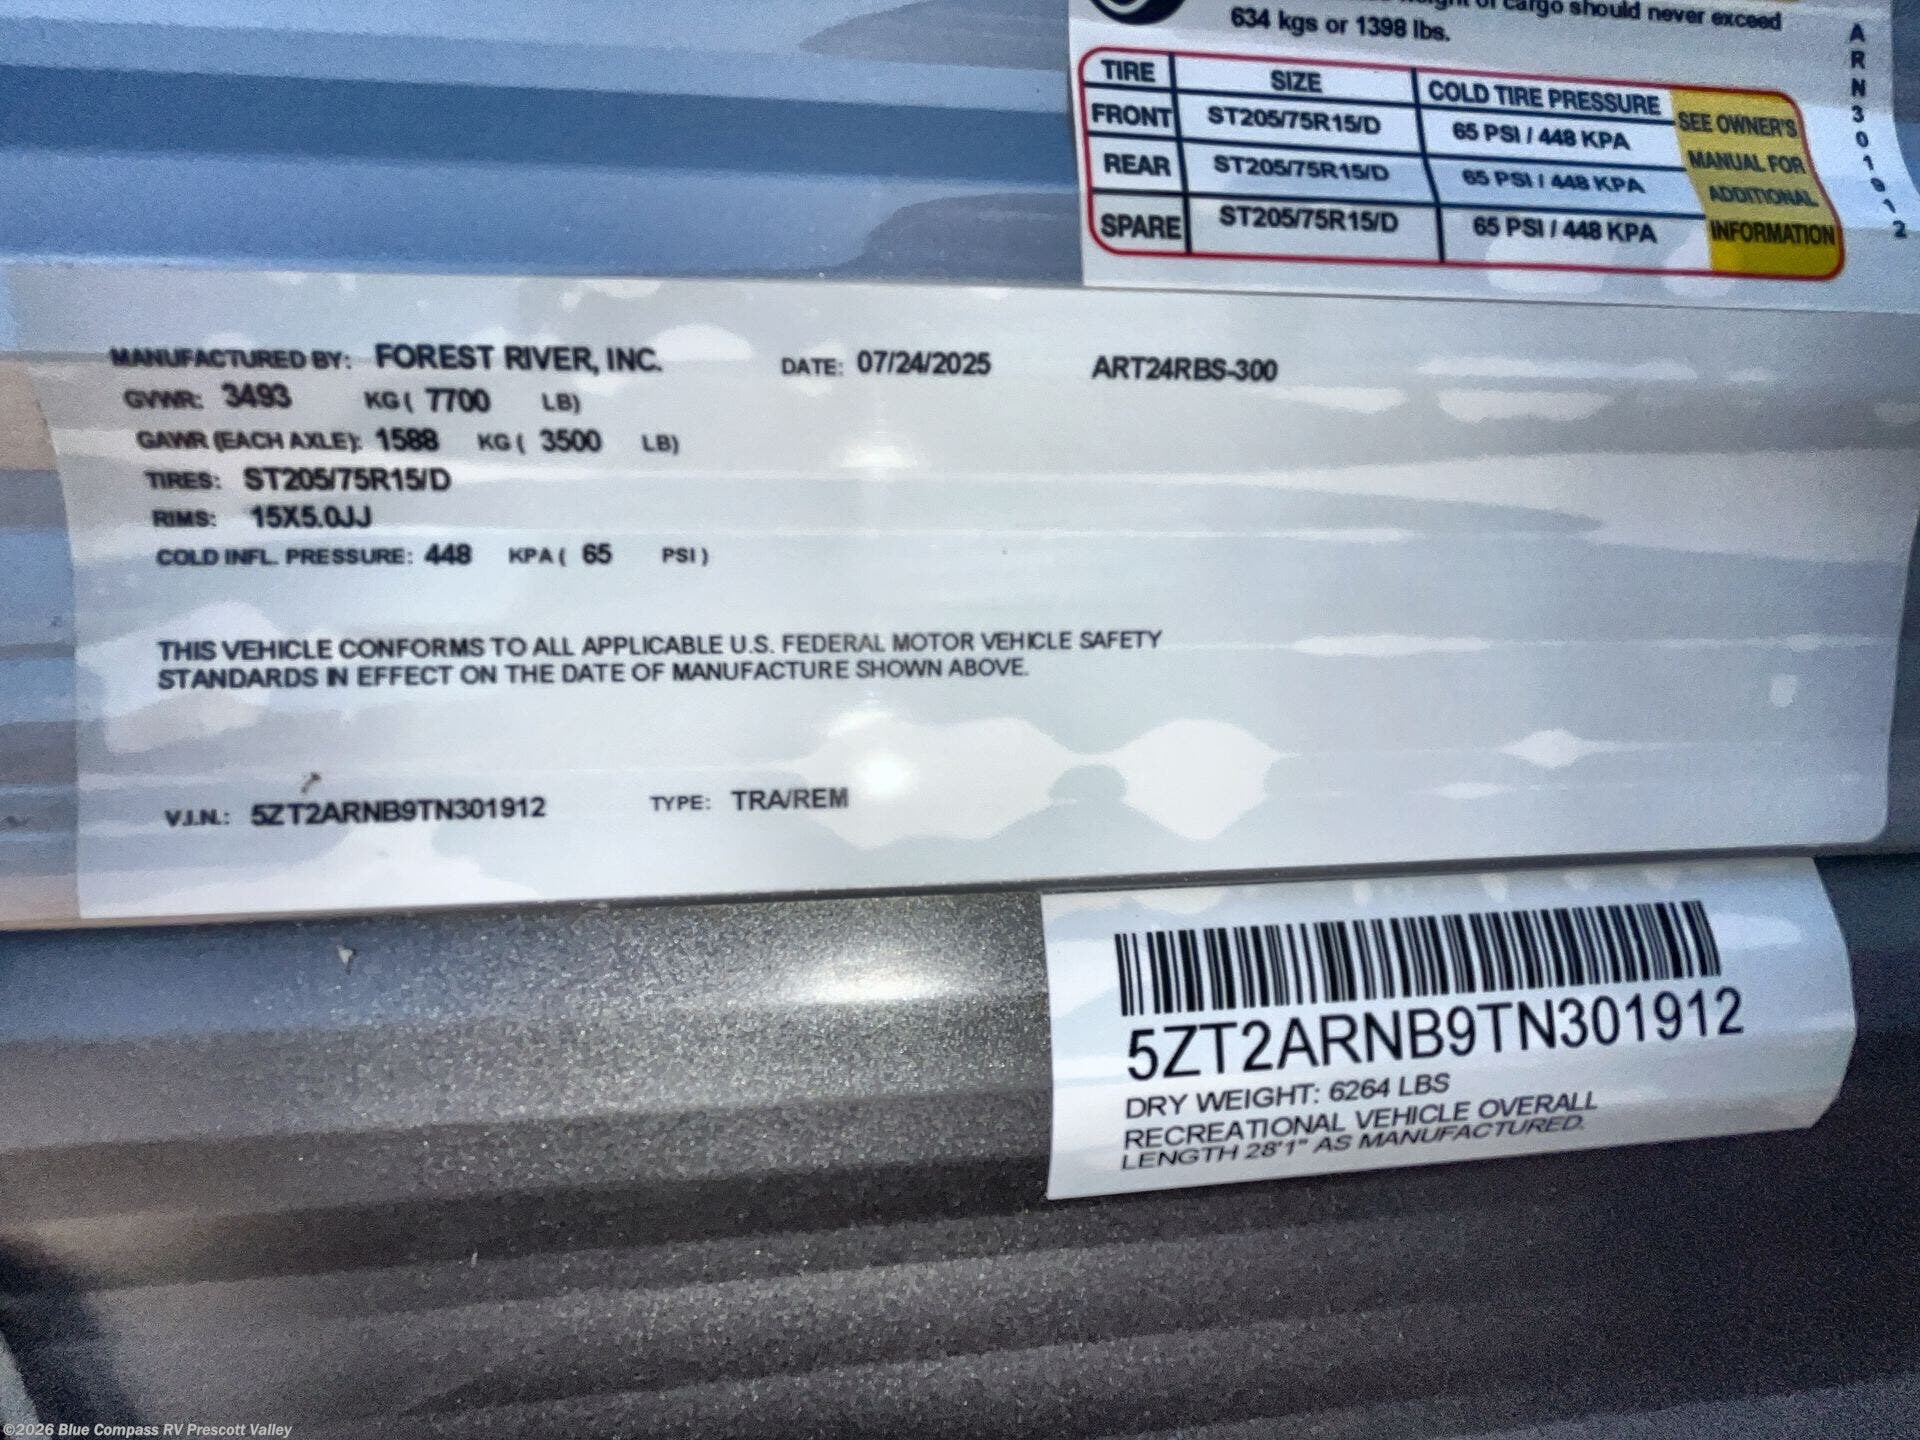 of cargo should never exceed
634 kgs or 1398 lbs.
TIRE SIZE COLD TIRE PRESSURE SEE OWNER'S MANUAL FOR ADDITIONAL INFORMATION
FRONT ST205/75R15/D 65 PSI / 448 KPA
REAR ST205/75R15/D 65 PSI / 448 KPA
SPARE ST205/75R15/D 65 PSI / 448 KPA
ARN301912
MANUFACTURED BY: FOREST RIVER, INC. DATE: 07/24/2025 ART24RBS-300
GVWR: 3493 KG ( 7700 LB)
GAWR (EACH AXLE): 1588 KG ( 3500 LB)
TIRES: ST205/75R15/D
RIMS: 15X5.0JJ
COLD INFL. PRESSURE: 448 KPA ( 65 PSI )
THIS VEHICLE CONFORMS TO ALL APPLICABLE U.S. FEDERAL MOTOR VEHICLE SAFETY
STANDARDS IN EFFECT ON THE DATE OF MANUFACTURE SHOWN ABOVE.
V.I.N.: 5ZT2ARNB9TN301912 TYPE: TRA/REM
5ZT2ARNB9TN301912
DRY WEIGHT: 6264 LBS
RECREATIONAL VEHICLE OVERALL
LENGTH 28'1" AS MANUFACTURED.
©2026 Blue Compass RV Prescott Valley